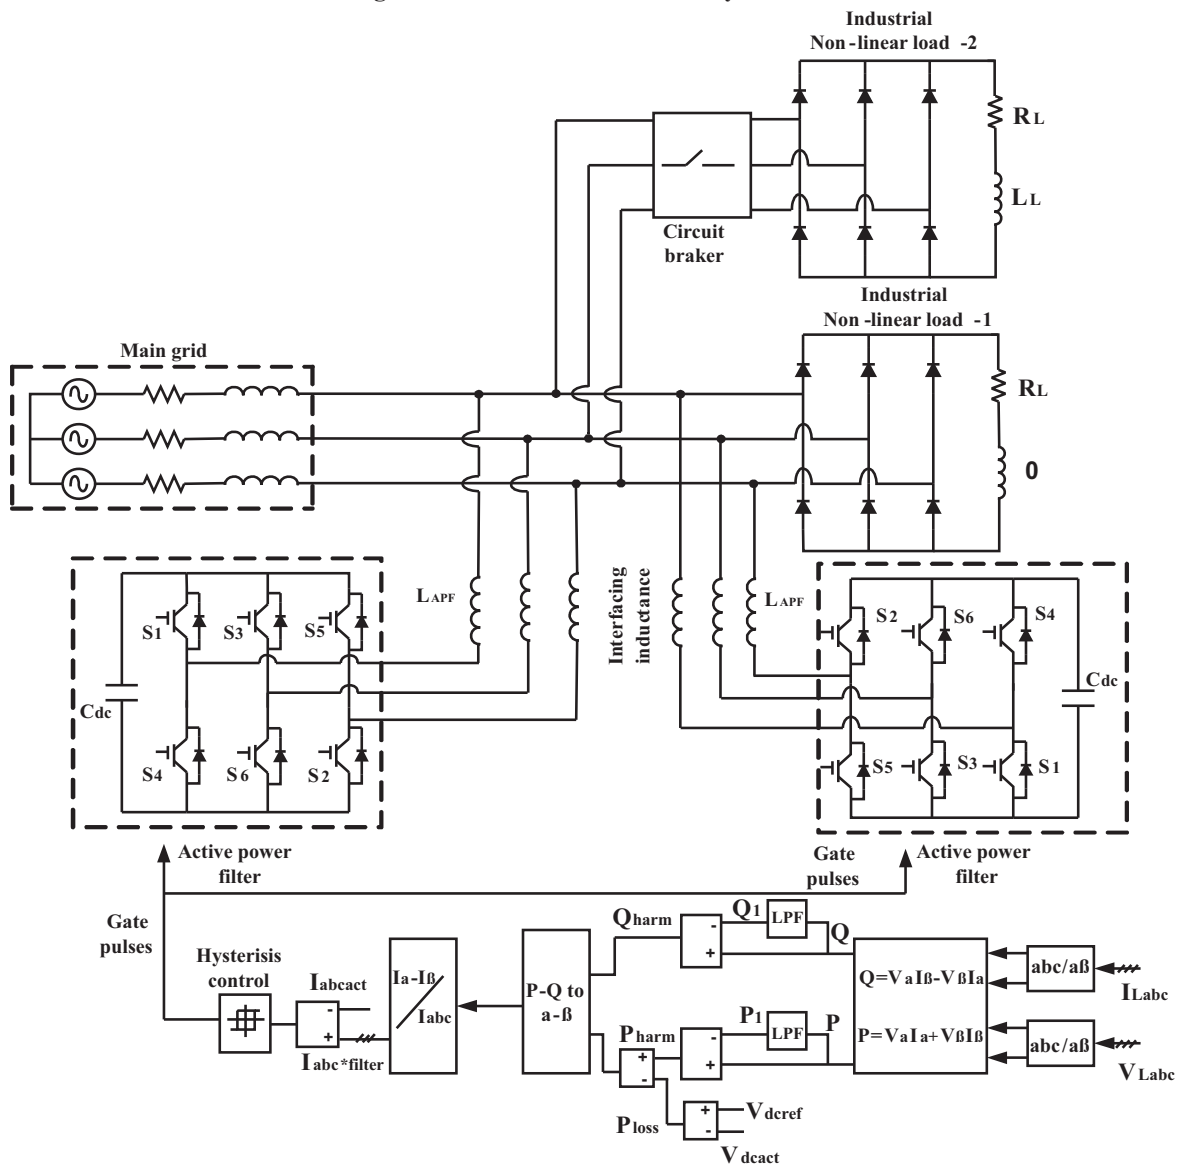 Industrial
Non -linear load -2
RL
LL
Circuit
braker
Industrial
Non -linear load -1
Main grid
RL
0
LAPF
Interfacing
inductance
LAPF
S1
S3
S5
Cdc
S4
S6
S2
S2
S6
S4
Cdc
S5
S3
S1
Active power
filter
Gate
pulses
Active power
filter
Gate
pulses
Hysterisis
control
Iabcact
-
+
Iabc*filter
Ia-Iß
Iabc
P-Q to
a-ß
Qharm
-
+
Q1
LPF
Q
Q=VaIß-VßIa
P=VaIa+VßIß
abc/aß
ILabc
abc/aß
VLabc
Pharm
+
-
-
+
P1
LPF
P
Ploss
+
-
Vdcref
Vdcact